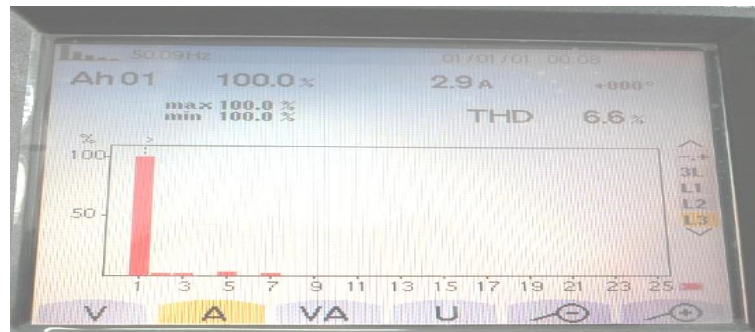 50.09Hz 01/01/01 00:08
Ah 01 100.0 % 2.9 A +000°
max 100.0 %
min 100.0 %
THD 6.6 %
%
>
100
50
1 3 5 7 9 11 13 15 17 19 21 23 25
-.+
3L
L1
L2
L3
V A VA U